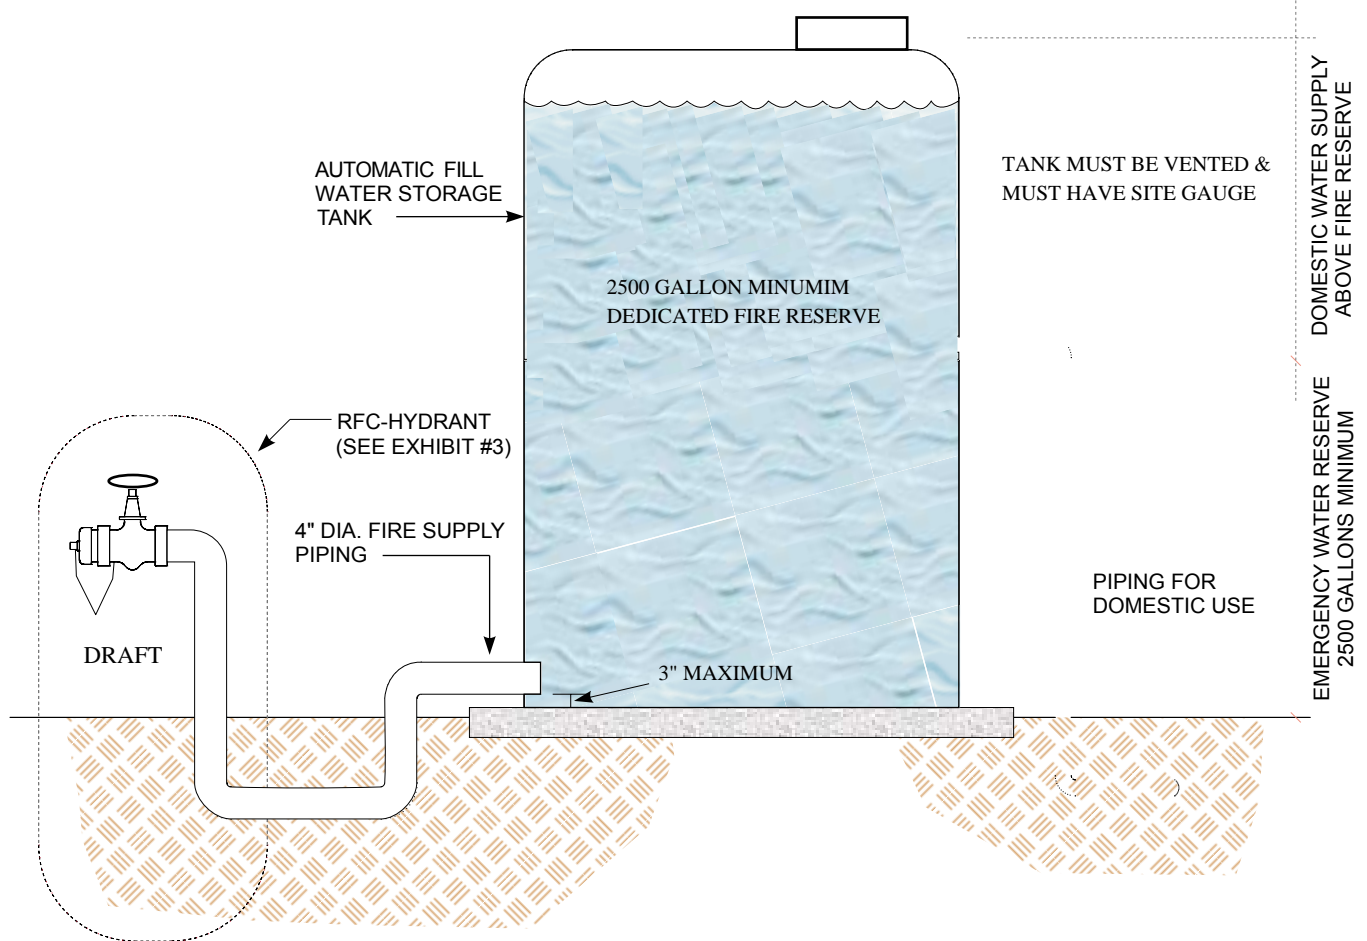 AUTOMATIC FILL
WATER STORAGE
TANK
TANK MUST BE VENTED &
MUST HAVE SITE GAUGE
DOMESTIC WATER SUPPLY
ABOVE FIRE RESERVE
2500 GALLON MINUMIM
DEDICATED FIRE RESERVE
RFC-HYDRANT
(SEE EXHIBIT #3)
EMERGENCY WATER RESERVE
2500 GALLONS MINIMUM
4" DIA. FIRE SUPPLY
PIPING
PIPING FOR
DOMESTIC USE
DRAFT
3" MAXIMUM